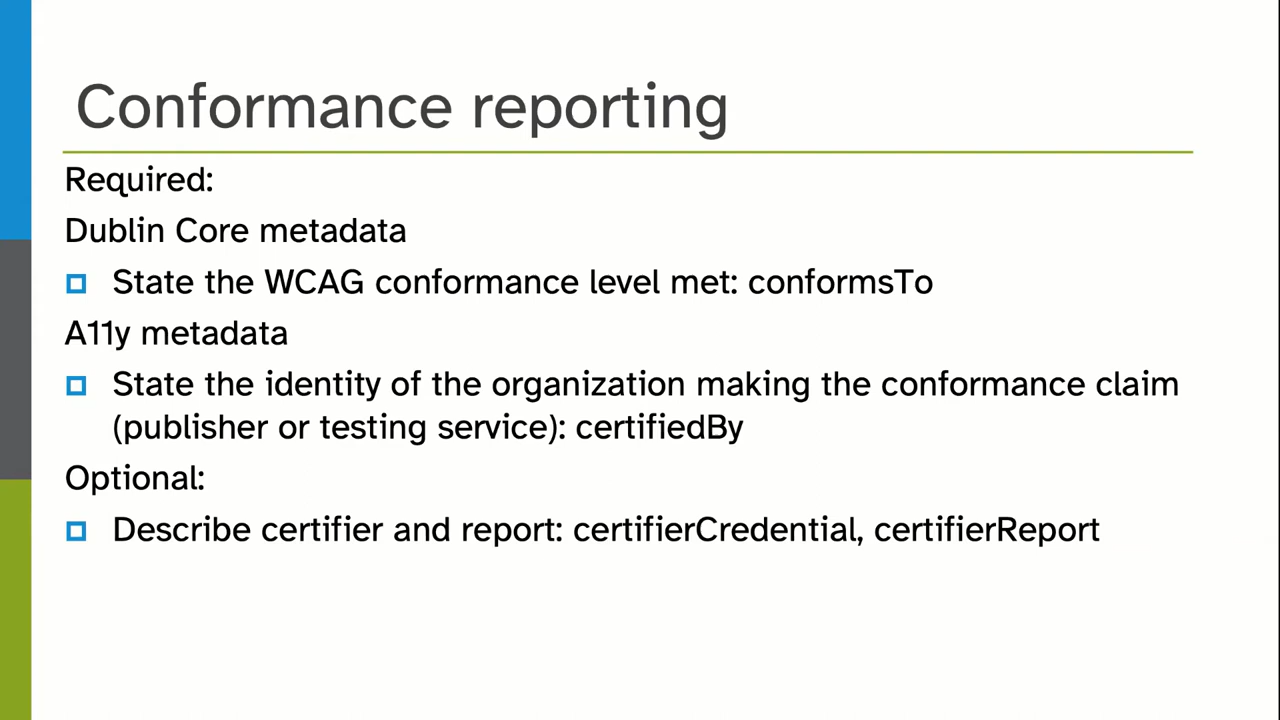 Conformance reporting
Required:
Dublin Core metadata
State the WCAG conformance level met: conformsTo
A11y metadata
State the identity of the organization making the conformance claim
(publisher or testing service): certifiedBy
Optional:
Describe certifier and report: certifierCredential, certifierReport